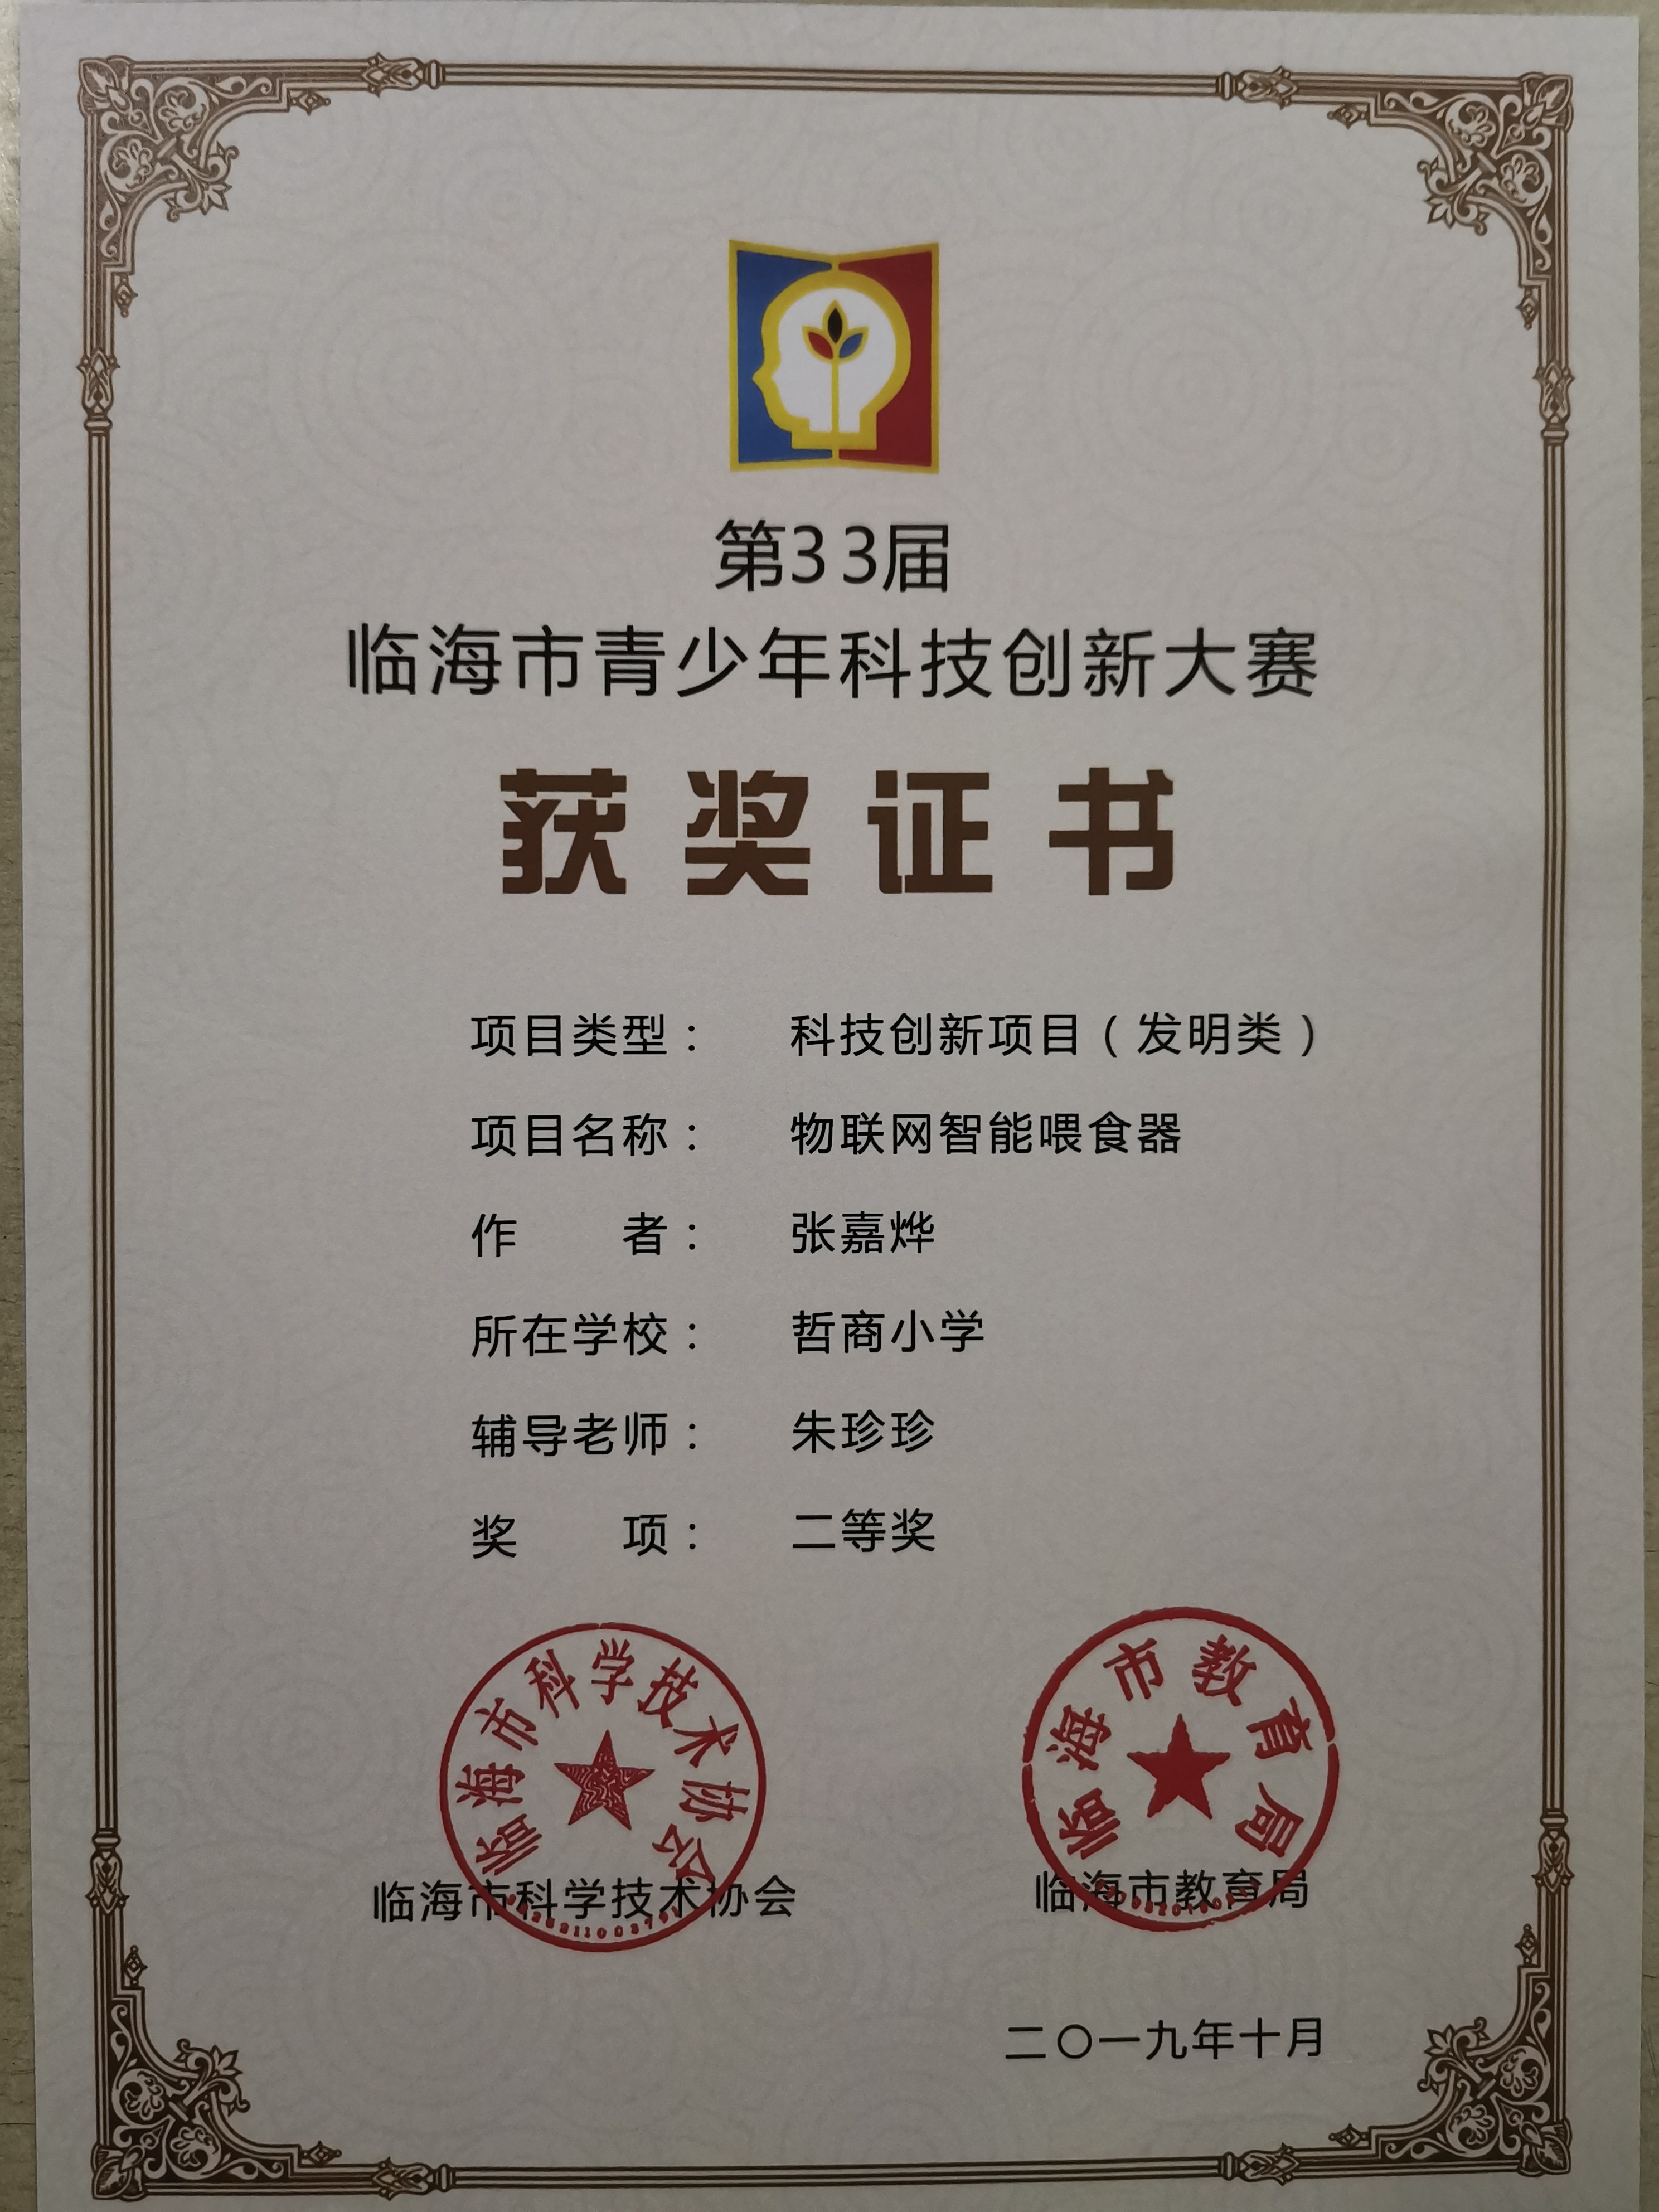 第33届
临海市青少年科技创新大赛
获奖证书
项目类型： 科技创新项目（发明类）
项目名称： 物联网智能喂食器
作　　者： 张嘉烨
所在学校： 哲商小学
辅导老师： 朱珍珍
奖　　项： 二等奖
临海市科学技术协会
临海市教育局
临海市科学技术协会
临海市教育局
二〇一九年十月